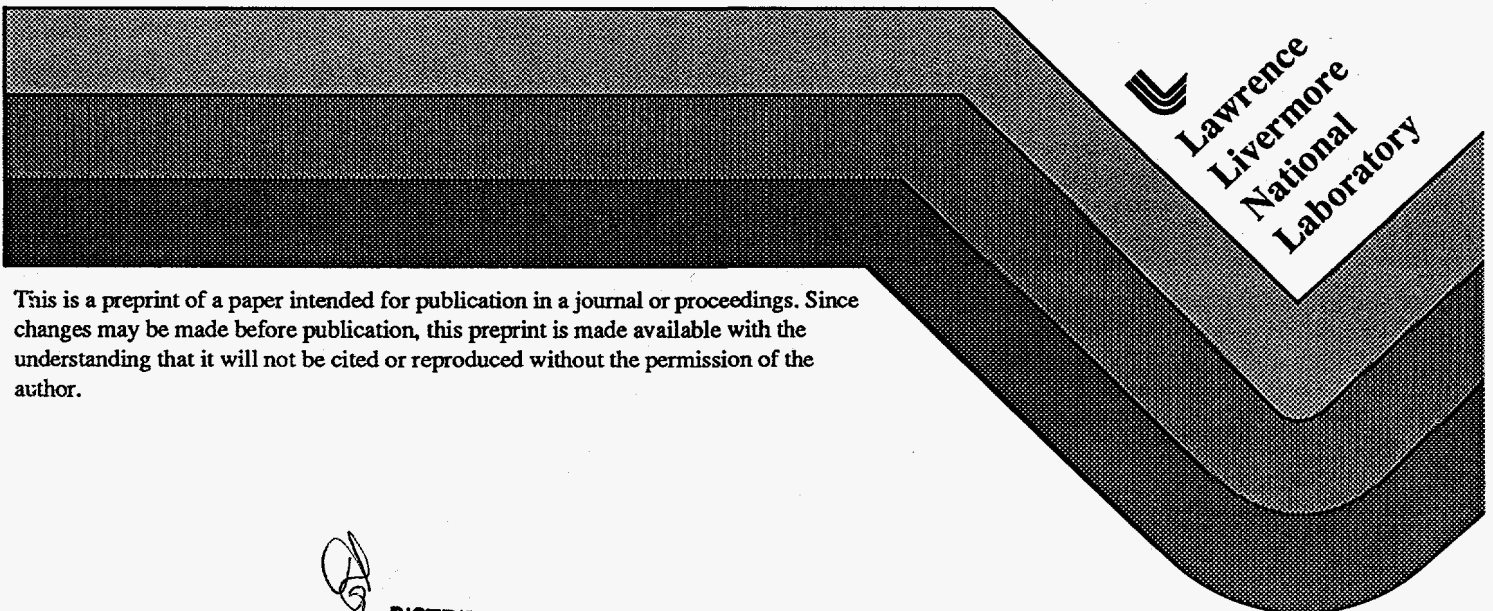 Lawrence
Livermore
National
Laboratory
This is a preprint of a paper intended for publication in a journal or proceedings. Since
changes may be made before publication, this preprint is made available with the
understanding that it will not be cited or reproduced without the permission of the
author.